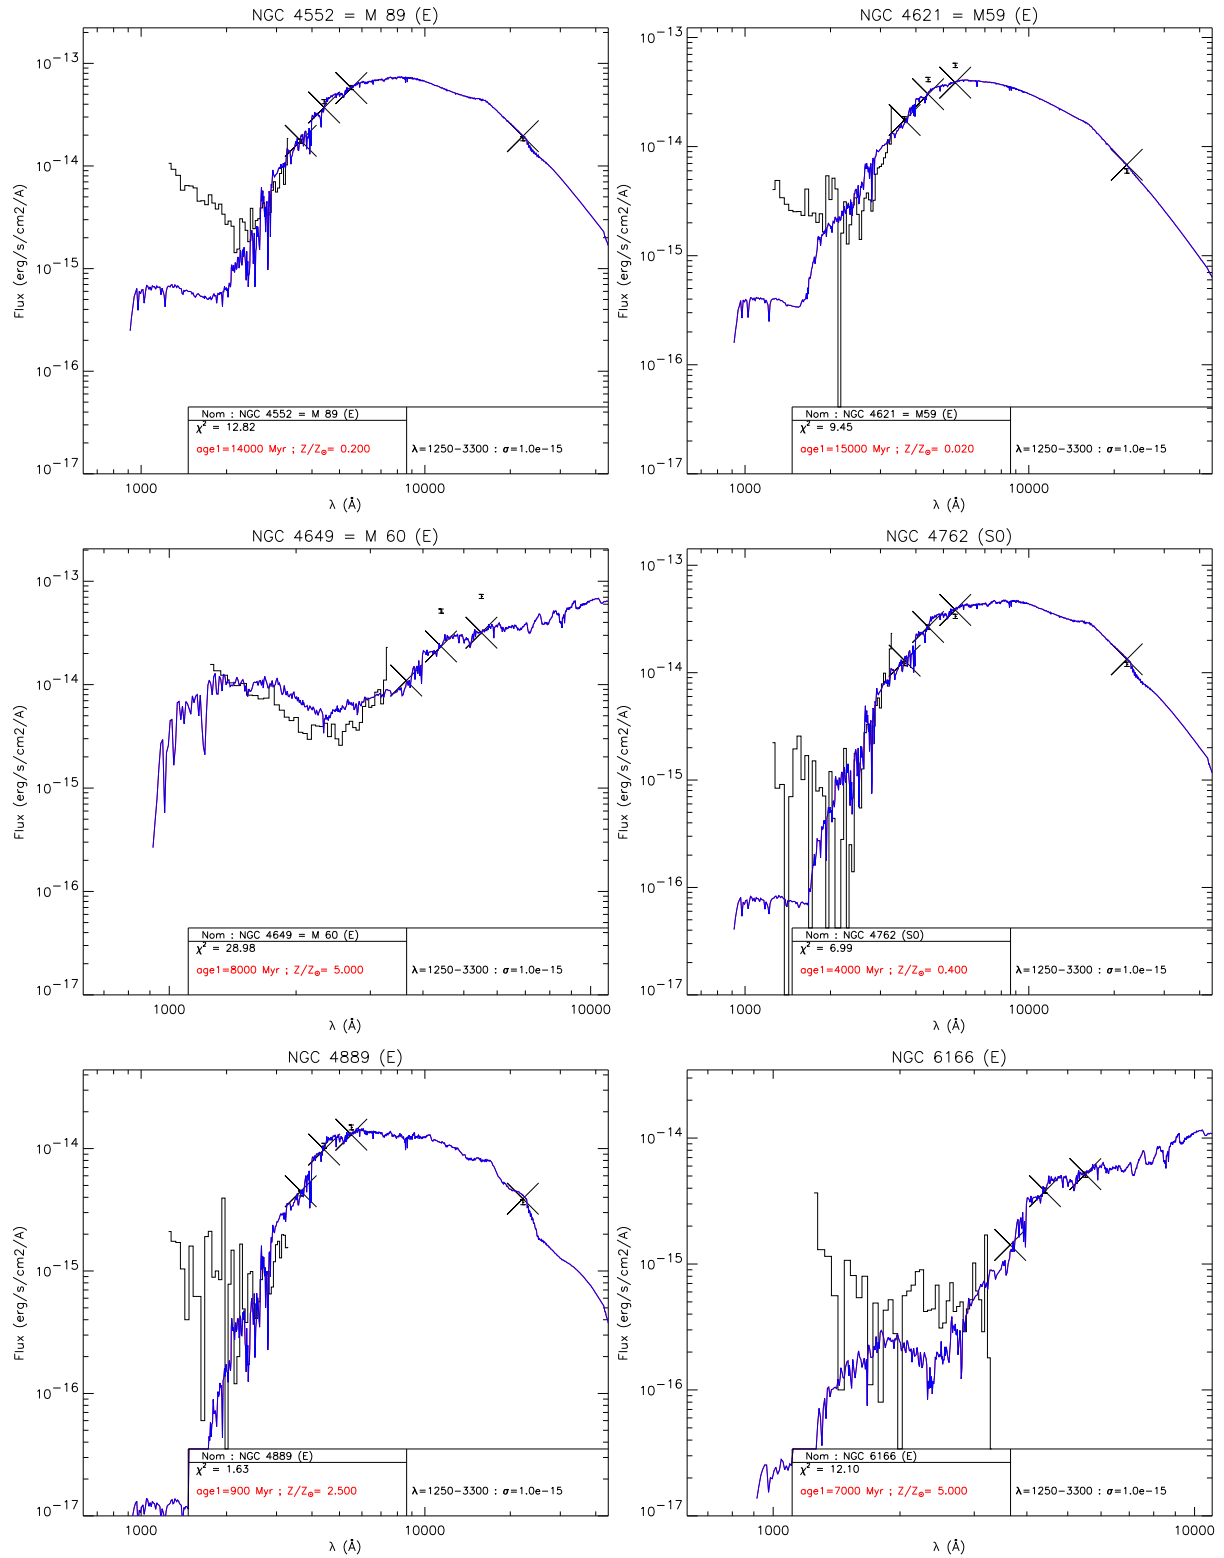 NGC 4552 = M 89 (E)
Flux (erg/s/cm2/A)
10⁻¹³
10⁻¹⁴
10⁻¹⁵
10⁻¹⁶
10⁻¹⁷
Nom : NGC 4552 = M 89 (E)
χ² = 12.82
age1=14000 Myr ; Z/Z⊙= 0.200
λ=1250-3300 : σ=1.0e-15
1000 10000
λ (Å)
NGC 4621 = M59 (E)
Flux (erg/s/cm2/A)
10⁻¹³
10⁻¹⁴
10⁻¹⁵
10⁻¹⁶
10⁻¹⁷
Nom : NGC 4621 = M59 (E)
χ² = 9.45
age1=15000 Myr ; Z/Z⊙= 0.020
λ=1250-3300 : σ=1.0e-15
1000 10000
λ (Å)
NGC 4649 = M 60 (E)
Flux (erg/s/cm2/A)
10⁻¹³
10⁻¹⁴
10⁻¹⁵
10⁻¹⁶
10⁻¹⁷
Nom : NGC 4649 = M 60 (E)
χ² = 28.98
age1=8000 Myr ; Z/Z⊙= 5.000
λ=1250-3300 : σ=1.0e-15
1000 10000
λ (Å)
NGC 4762 (S0)
Flux (erg/s/cm2/A)
10⁻¹³
10⁻¹⁴
10⁻¹⁵
10⁻¹⁶
10⁻¹⁷
Nom : NGC 4762 (S0)
χ² = 6.99
age1=4000 Myr ; Z/Z⊙= 0.400
λ=1250-3300 : σ=1.0e-15
1000 10000
λ (Å)
NGC 4889 (E)
Flux (erg/s/cm2/A)
10⁻¹⁴
10⁻¹⁵
10⁻¹⁶
10⁻¹⁷
Nom : NGC 4889 (E)
χ² = 1.63
age1=900 Myr ; Z/Z⊙= 2.500
λ=1250-3300 : σ=1.0e-15
1000 10000
λ (Å)
NGC 6166 (E)
Flux (erg/s/cm2/A)
10⁻¹⁴
10⁻¹⁵
10⁻¹⁶
10⁻¹⁷
Nom : NGC 6166 (E)
χ² = 12.10
age1=7000 Myr ; Z/Z⊙= 5.000
λ=1250-3300 : σ=1.0e-15
1000 10000
λ (Å)